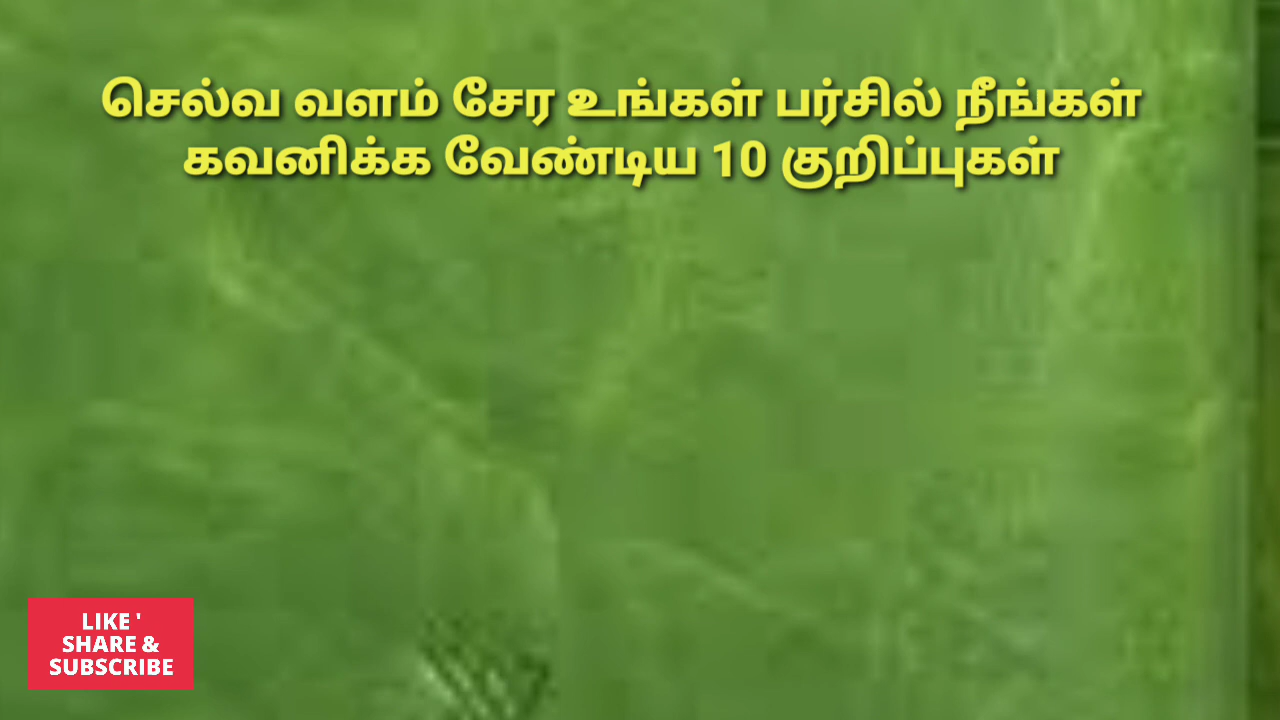 செல்வ வளம் சேர உங்கள் பர்சில் நீங்கள்
கவனிக்க வேண்டிய 10 குறிப்புகள்
LIKE '
SHARE &
SUBSCRIBE